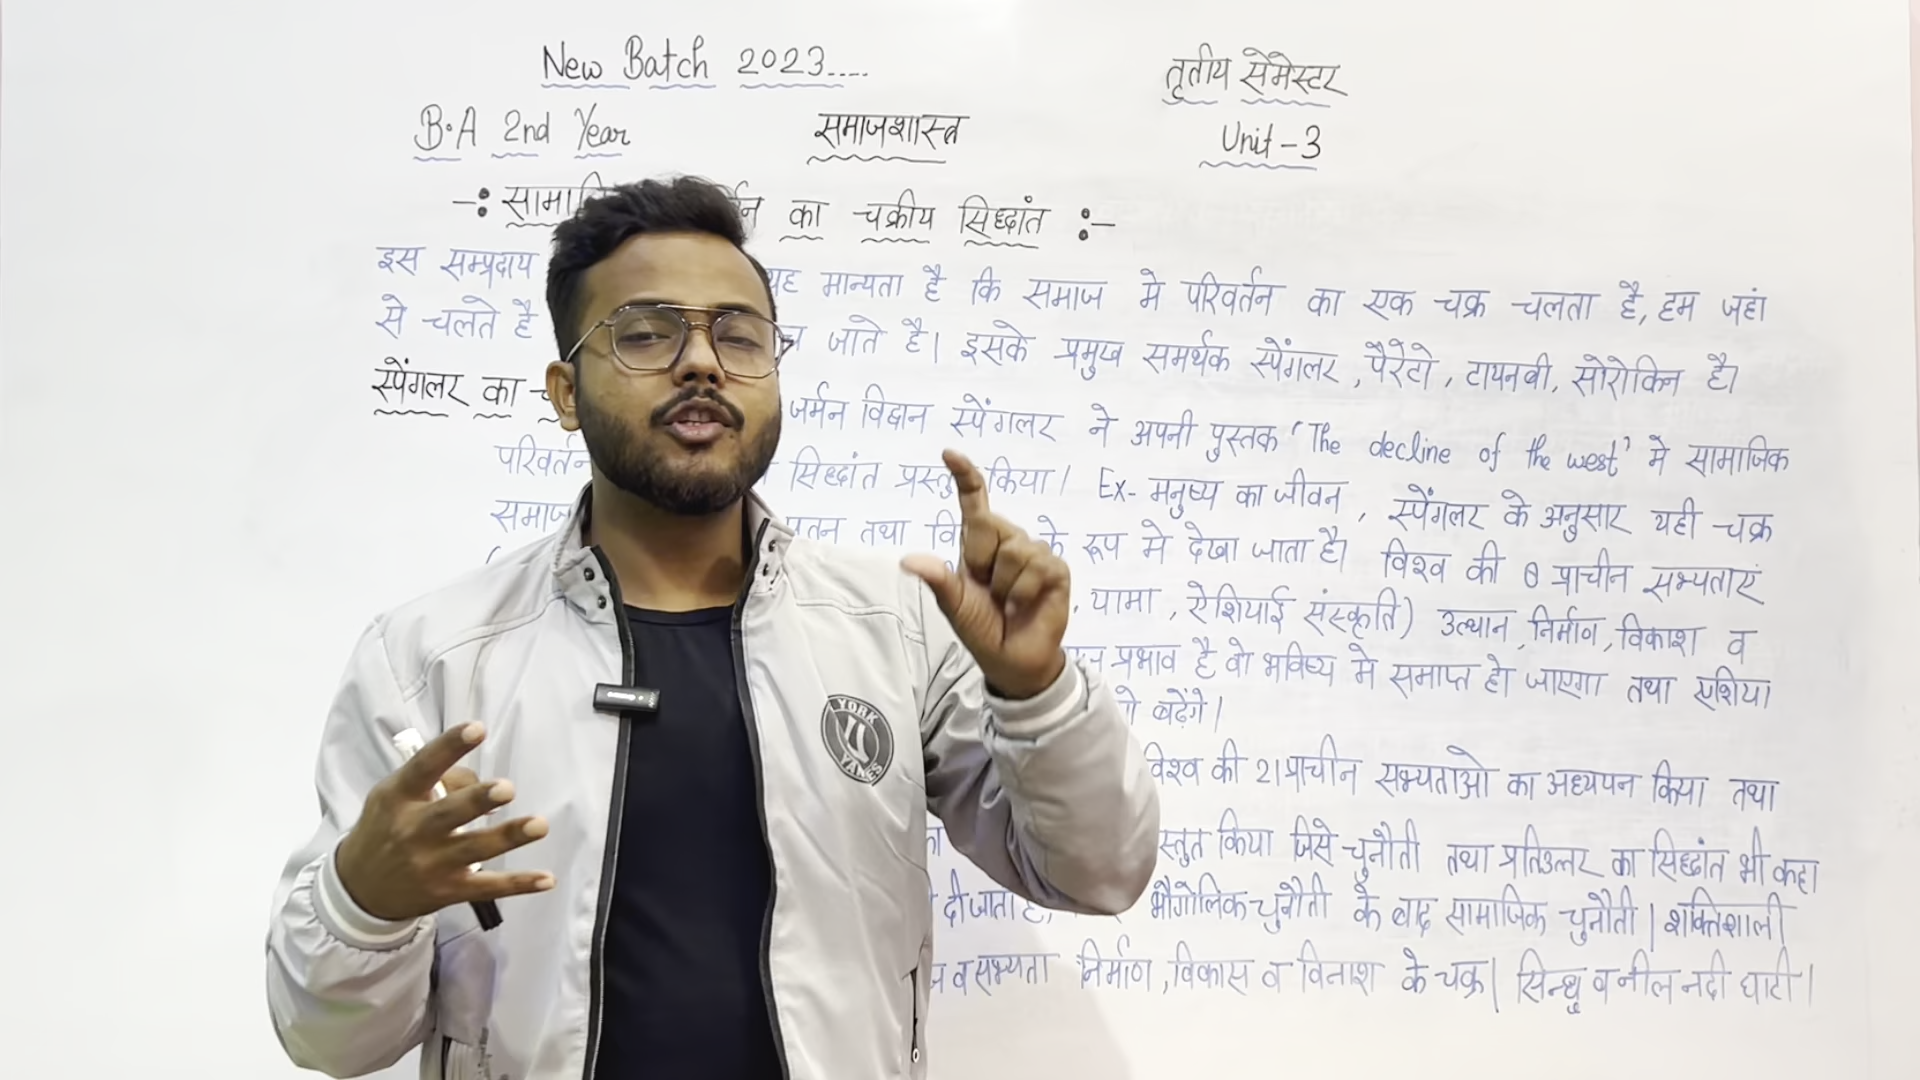 New Batch 2023....
तृतीय सेमेस्टर
B.A 2nd Year
समाजशास्त्र
Unit-3
-: सामा
का चक्रीय सिद्धांत :-
इस सम्प्रदाय यह मान्यता है कि समाज मे परिवर्तन का एक चक्र चलता है, हम जहां
से चलते है जाते है। इसके प्रमुख समर्थक स्पेंगलर, पैरेटो, टायनबी, सोरोकिन है।
स्पेंगलर का जर्मन विद्वान स्पेंगलर ने अपनी पुस्तक 'The decline of the west' मे सामाजिक
परिवर्तन सिद्धांत प्रस्तु किया। Ex- मनुष्य का जीवन, स्पेंगलर के अनुसार यही चक्र
समाज पतन तथा वि के रूप मे देखा जाता है। विश्व की 8 प्राचीन सभ्यताएं
, यामा, ऐशियाई संस्कृति) उत्थान, निर्माण, विकाश व
प्रभाव है वो भविष्य मे समाप्त हो जाएगा तथा एशिया
बढ़ेंगे।
विश्व की 21 प्राचीन सभ्यताओ का अध्ययन किया तथा
स्तुत किया जिसे चुनौती तथा प्रतिउत्तर का सिद्धांत भी कहा
दी जाता है, भौगोलिक चुनौती के बाद सामाजिक चुनौती। शक्तिशाली
व सभ्यता निर्माण, विकास व विनाश के चक्र। सिन्धु व नील नदी घाटी।
YORK
YANES